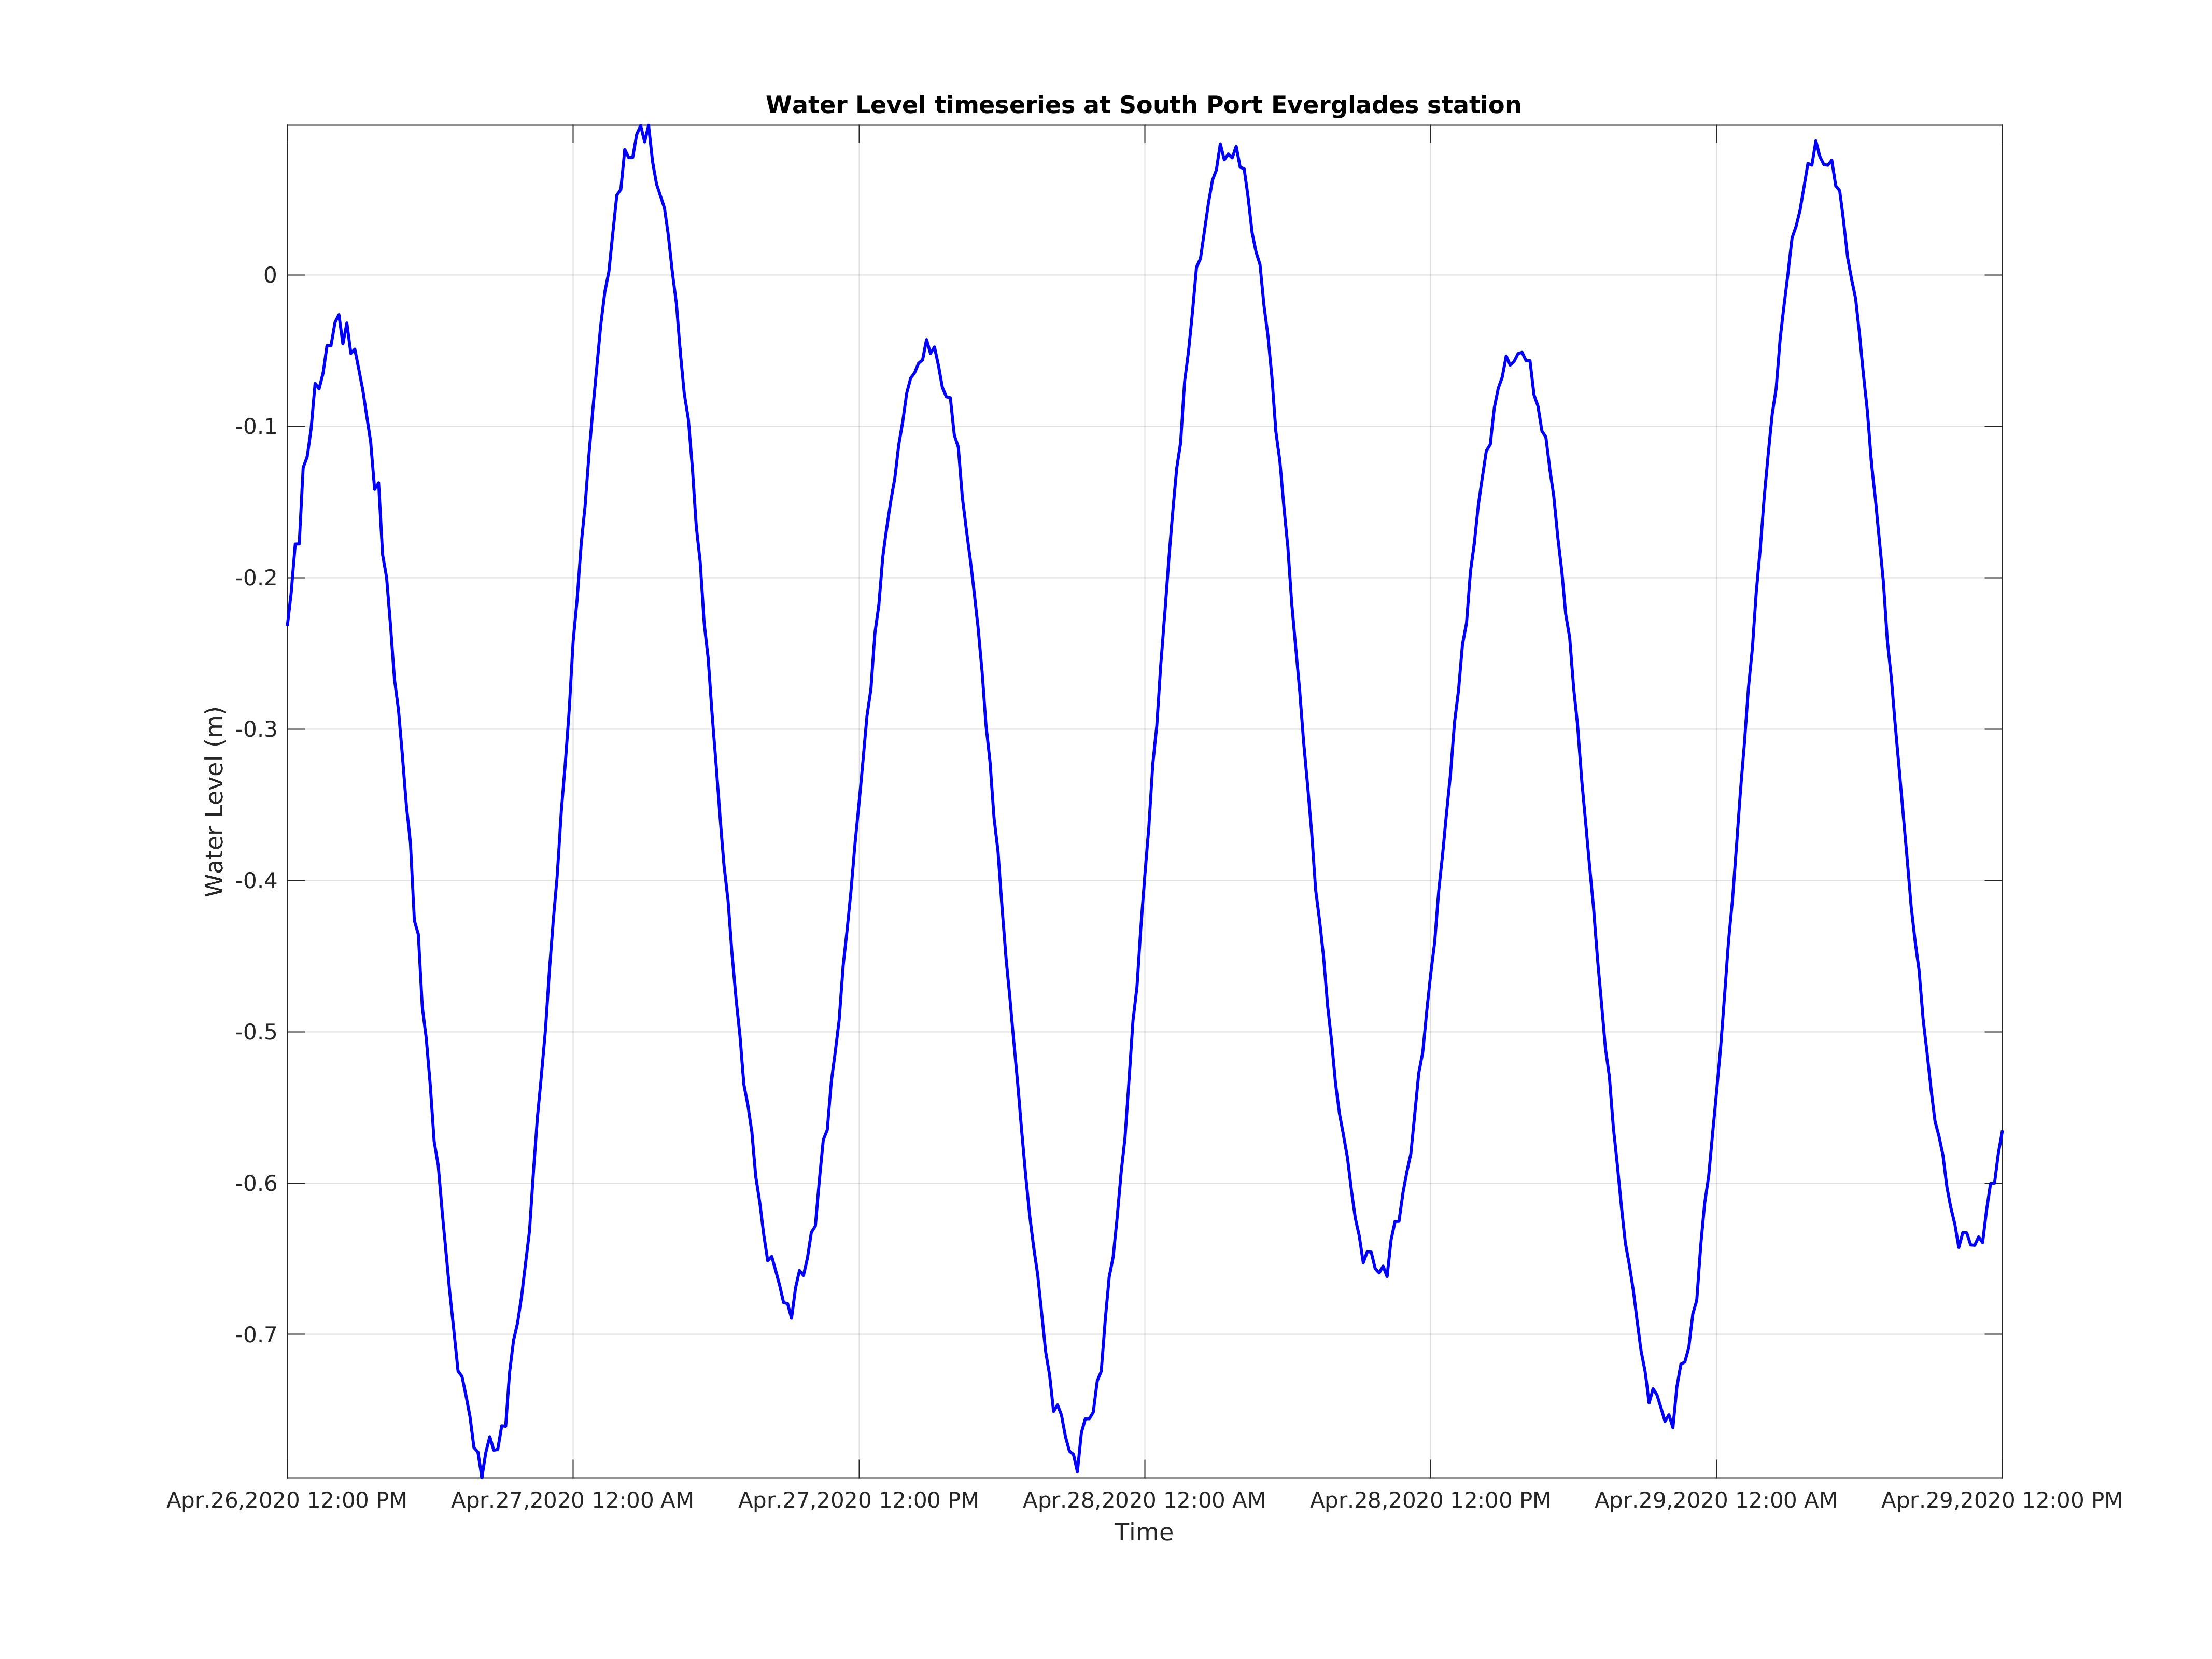 Water Level timeseries at South Port Everglades station
0
-0.1
-0.2
-0.3
-0.4
-0.5
-0.6
-0.7
Water Level (m)
Apr.26,2020 12:00 PM
Apr.27,2020 12:00 AM
Apr.27,2020 12:00 PM
Apr.28,2020 12:00 AM
Apr.28,2020 12:00 PM
Apr.29,2020 12:00 AM
Apr.29,2020 12:00 PM
Time